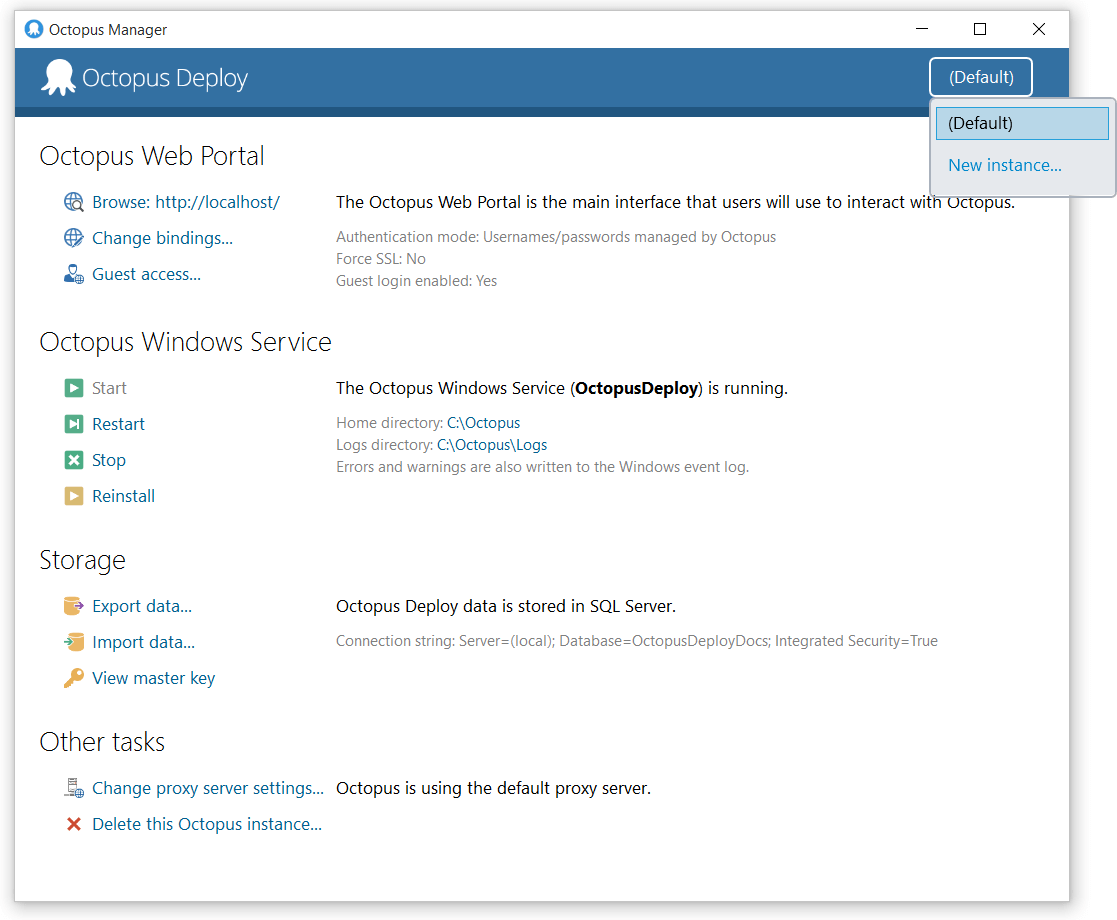 Octopus Manager
Octopus Deploy
(Default)
(Default)
New instance...
Octopus Web Portal
Browse: http://localhost/
The Octopus Web Portal is the main interface that users will use to interact with Octopus.
Change bindings...
Authentication mode: Usernames/passwords managed by Octopus
Force SSL: No
Guest access...
Guest login enabled: Yes
Octopus Windows Service
Start
The Octopus Windows Service (OctopusDeploy) is running.
Restart
Home directory: C:\Octopus
Logs directory: C:\Octopus\Logs
Stop
Errors and warnings are also written to the Windows event log.
Reinstall
Storage
Export data...
Octopus Deploy data is stored in SQL Server.
Import data...
Connection string: Server=(local); Database=OctopusDeployDocs; Integrated Security=True
View master key
Other tasks
Change proxy server settings...
Octopus is using the default proxy server.
Delete this Octopus instance...